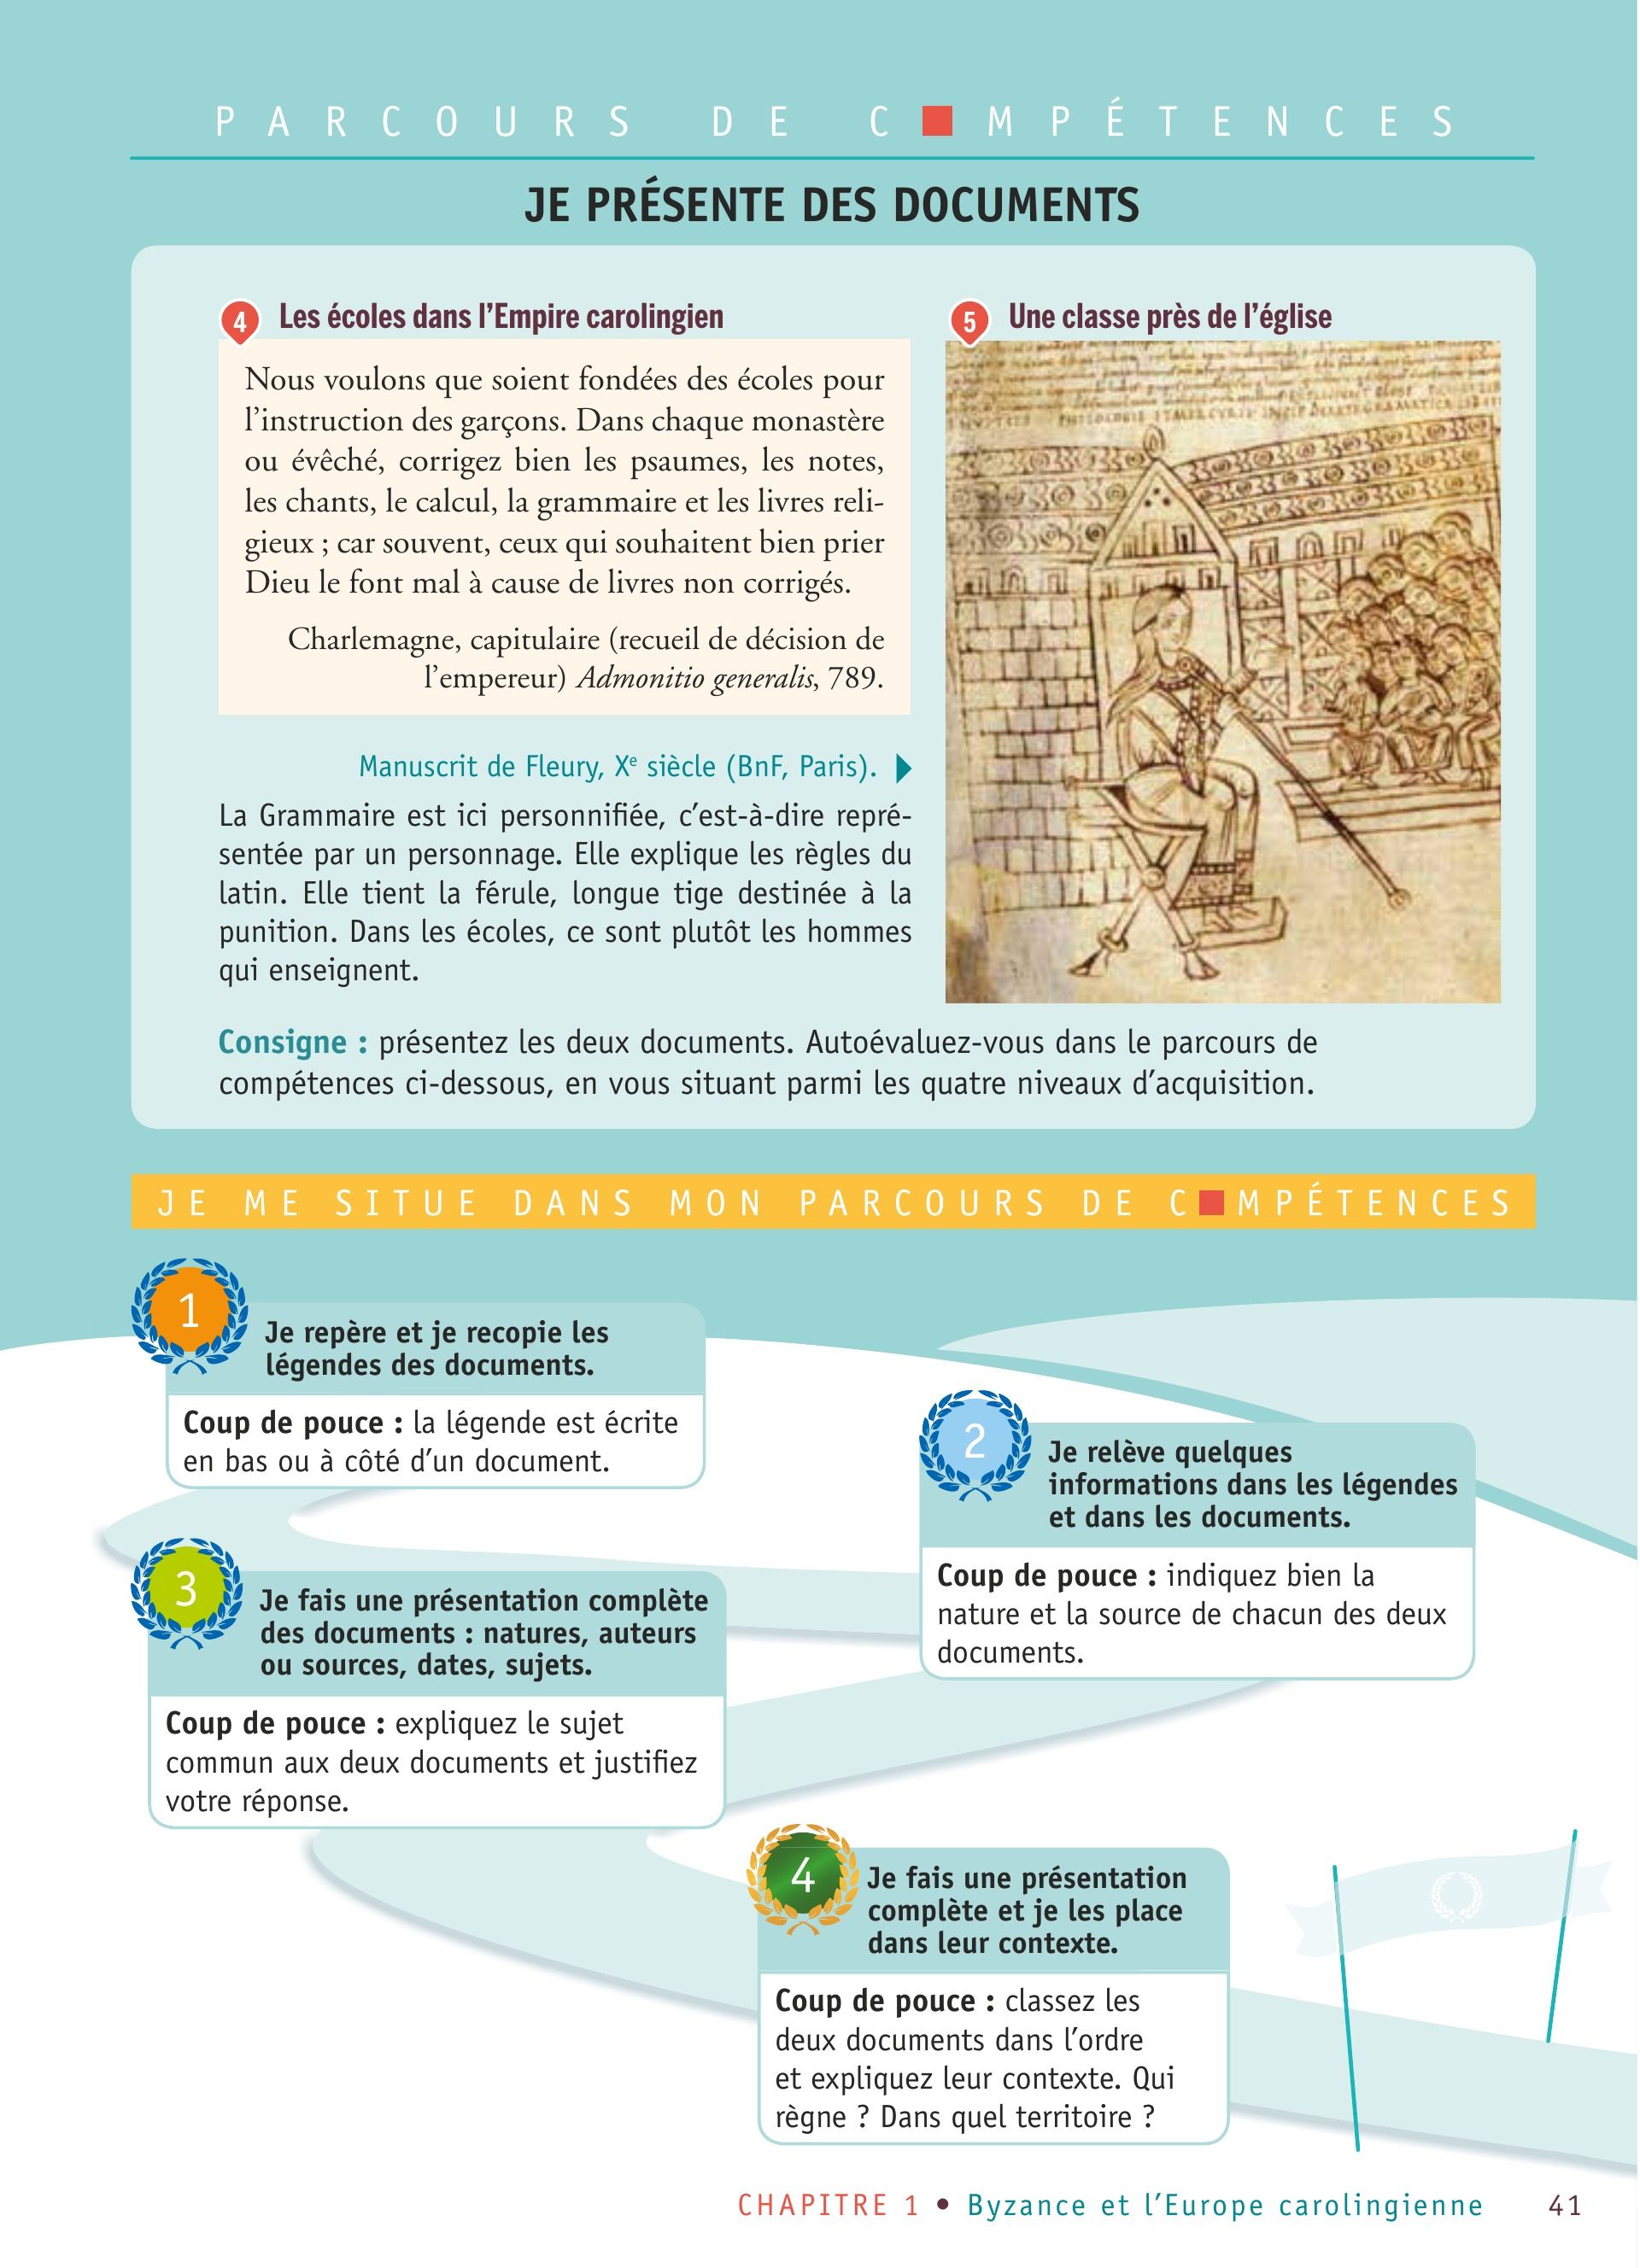 PARCOURS DE C MPÉTENCES
JE PRÉSENTE DES DOCUMENTS
4 Les écoles dans l'Empire carolingien
Nous voulons que soient fondées des écoles pour
l'instruction des garçons. Dans chaque monastère
ou évêché, corrigez bien les psaumes, les notes,
les chants, le calcul, la grammaire et les livres reli-
gieux ; car souvent, ceux qui souhaitent bien prier
Dieu le font mal à cause de livres non corrigés.
Charlemagne, capitulaire (recueil de décision de
l'empereur) Admonitio generalis, 789.
Manuscrit de Fleury, Xe siècle (BnF, Paris).
La Grammaire est ici personnifiée, c'est-à-dire repré-
sentée par un personnage. Elle explique les règles du
latin. Elle tient la férule, longue tige destinée à la
punition. Dans les écoles, ce sont plutôt les hommes
qui enseignent.
5 Une classe près de l'église
Consigne : présentez les deux documents. Autoévaluez-vous dans le parcours de
compétences ci-dessous, en vous situant parmi les quatre niveaux d'acquisition.
JE ME SITUE DANS MON PARCOURS DE C MPÉTENCES
1
Je repère et je recopie les
légendes des documents.
Coup de pouce : la légende est écrite
en bas ou à côté d'un document.
2
Je relève quelques
informations dans les légendes
et dans les documents.
Coup de pouce : indiquez bien la
nature et la source de chacun des deux
documents.
3
Je fais une présentation complète
des documents : natures, auteurs
ou sources, dates, sujets.
Coup de pouce : expliquez le sujet
commun aux deux documents et justifiez
votre réponse.
4
Je fais une présentation
complète et je les place
dans leur contexte.
Coup de pouce : classez les
deux documents dans l'ordre
et expliquez leur contexte. Qui
règne ? Dans quel territoire ?
CHAPITRE 1 • Byzance et l'Europe carolingienne 41